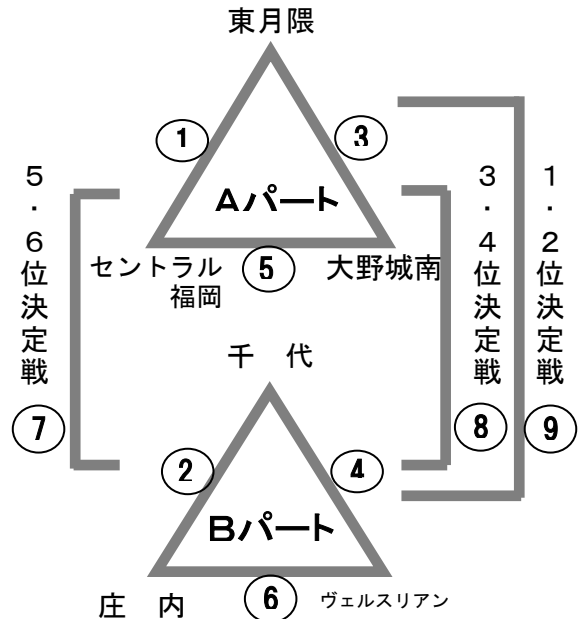 東月隈
①
③
Aパート
セントラル
福岡
⑤
大野城南
5・6位決定戦
⑦
3・4位決定戦
⑧
1・2位決定戦
⑨
千　代
②
④
Bパート
庄　内
⑥
ヴェルスリアン